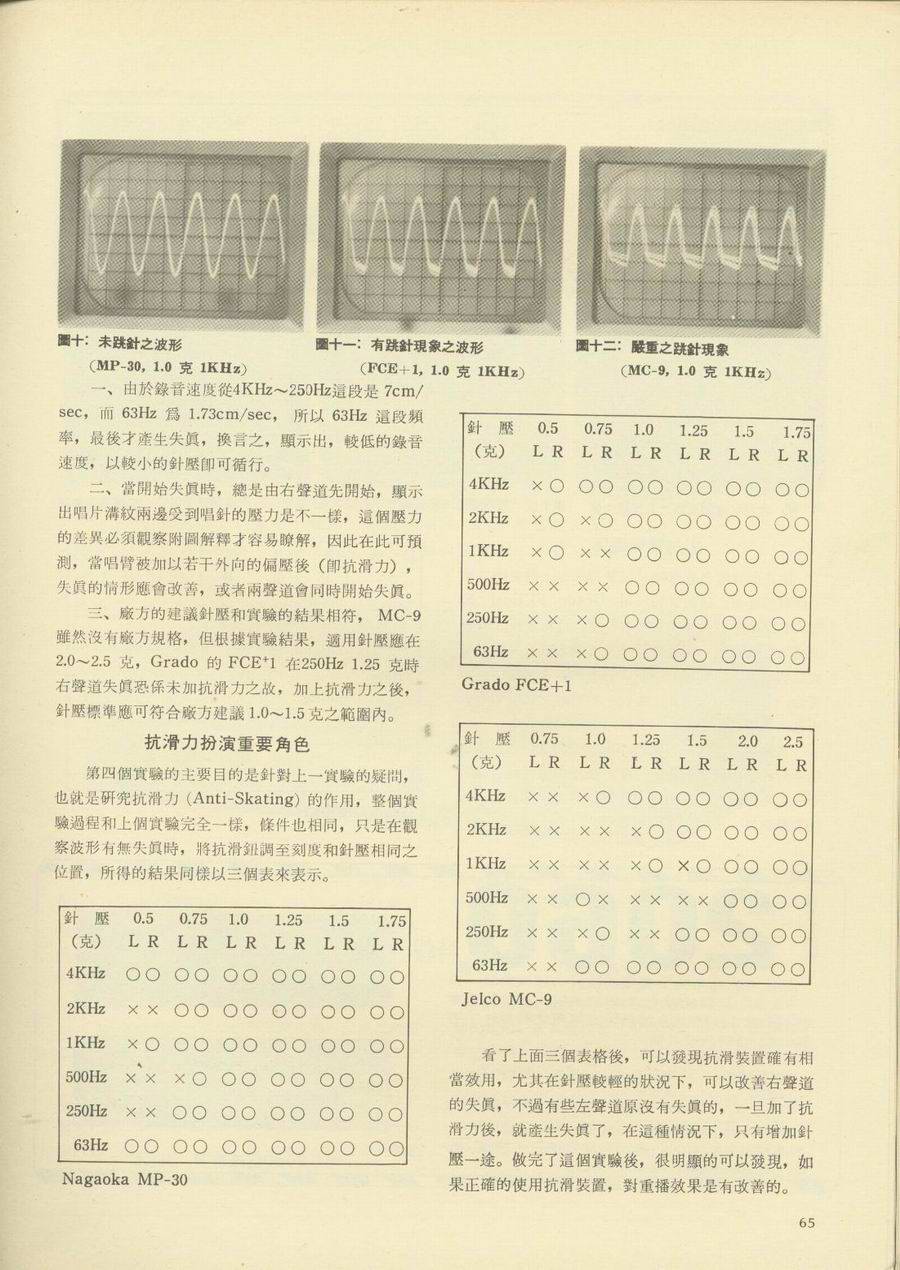 圖十：未跳針之波形
（MP-30, 1.0 克 1KHz）
圖十一：有跳針現象之波形
（FCE+1, 1.0 克 1KHz）
圖十二：嚴重之跳針現象
（MC-9, 1.0 克 1KHz）
一、由於錄音速度從4KHz～250Hz這段是 7cm/
sec，而 63Hz 爲 1.73cm/sec， 所以 63Hz 這段頻
率，最後才產生失眞，換言之，顯示出，較低的錄音
速度，以較小的針壓卽可循行。
二、當開始失眞時，總是由右聲道先開始，顯示
出唱片溝紋兩邊受到唱針的壓力是不一樣，這個壓力
的差異必須觀察附圖解釋才容易瞭解，因此在此可預
測，當唱臂被加以若干外向的偏壓後（卽抗滑力），
失眞的情形應會改善，或者兩聲道會同時開始失眞。
三、廠方的建議針壓和實驗的結果相符， MC-9
雖然沒有廠方規格，但根據實驗結果，適用針壓應在
2.0～2.5 克，Grado 的 FCE+1 在250Hz 1.25 克時
右聲道失眞恐係未加抗滑力之故，加上抗滑力之後，
針壓標準應可符合廠方建議 1.0～1.5 克之範圍內。
抗滑力扮演重要角色
第四個實驗的主要目的是針對上一實驗的疑問，
也就是硏究抗滑力 (Anti-Skating) 的作用，整個實
驗過程和上個實驗完全一樣，條件也相同，只是在觀
察波形有無失眞時，將抗滑鈕調至刻度和針壓相同之
位置，所得的結果同樣以三個表來表示。
針 壓 0.5 0.75 1.0 1.25 1.5 1.75
（克） L R L R L R L R L R L R
4KHz ○○ ○○ ○○ ○○ ○○ ○○
2KHz ×× ○○ ○○ ○○ ○○ ○○
1KHz ×○ ○○ ○○ ○○ ○○ ○○
500Hz ×× ×○ ○○ ○○ ○○ ○○
250Hz ×× ○○ ○○ ○○ ○○ ○○
63Hz ○○ ○○ ○○ ○○ ○○ ○○
Nagaoka MP-30
針 壓 0.5 0.75 1.0 1.25 1.5 1.75
（克） L R L R L R L R L R L R
4KHz ×○ ○○ ○○ ○○ ○○ ○○
2KHz ×○ ×○ ○○ ○○ ○○ ○○
1KHz ×○ ×× ○○ ○○ ○○ ○○
500Hz ×× ×× ○○ ○○ ○○ ○○
250Hz ×× ×○ ○○ ○○ ○○ ○○
63Hz ×× ×○ ○○ ○○ ○○ ○○
Grado FCE+1
針 壓 0.75 1.0 1.25 1.5 2.0 2.5
（克） L R L R L R L R L R L R
4KHz ×× ×○ ○○ ○○ ○○ ○○
2KHz ×× ×× ×○ ○○ ○○ ○○
1KHz ×× ×× ×○ ×○ ○○ ○○
500Hz ×× ○× ×× ×× ○○ ○○
250Hz ×× ×○ ×× ○○ ○○ ○○
63Hz ×× ○○ ○○ ○○ ○○ ○○
Jelco MC-9
看了上面三個表格後，可以發現抗滑裝置確有相
當效用，尤其在針壓較輕的狀況下，可以改善右聲道
的失眞，不過有些左聲道原沒有失眞的，一旦加了抗
滑力後，就產生失眞了，在這種情況下，只有增加針
壓一途。做完了這個實驗後，很明顯的可以發現，如
果正確的使用抗滑裝置，對重播效果是有改善的。
65